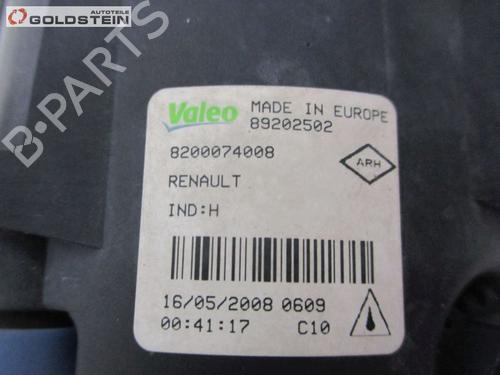 Autoteile
GOLDSTEIN
Valeo
MADE IN EUROPE
89202502
8200074008
ARH
RENAULT
IND:H
16/05/2008 0609
00:41:17
C10
B-Parts